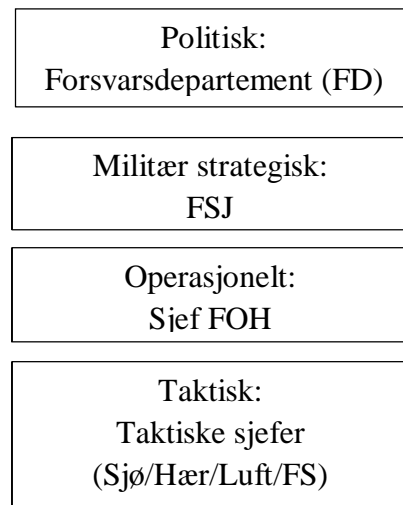 Politisk:
Forsvarsdepartement (FD)
Militær strategisk:
FSJ
Operasjonelt:
Sjef FOH
Taktisk:
Taktiske sjefer
(Sjø/Hær/Luft/FS)